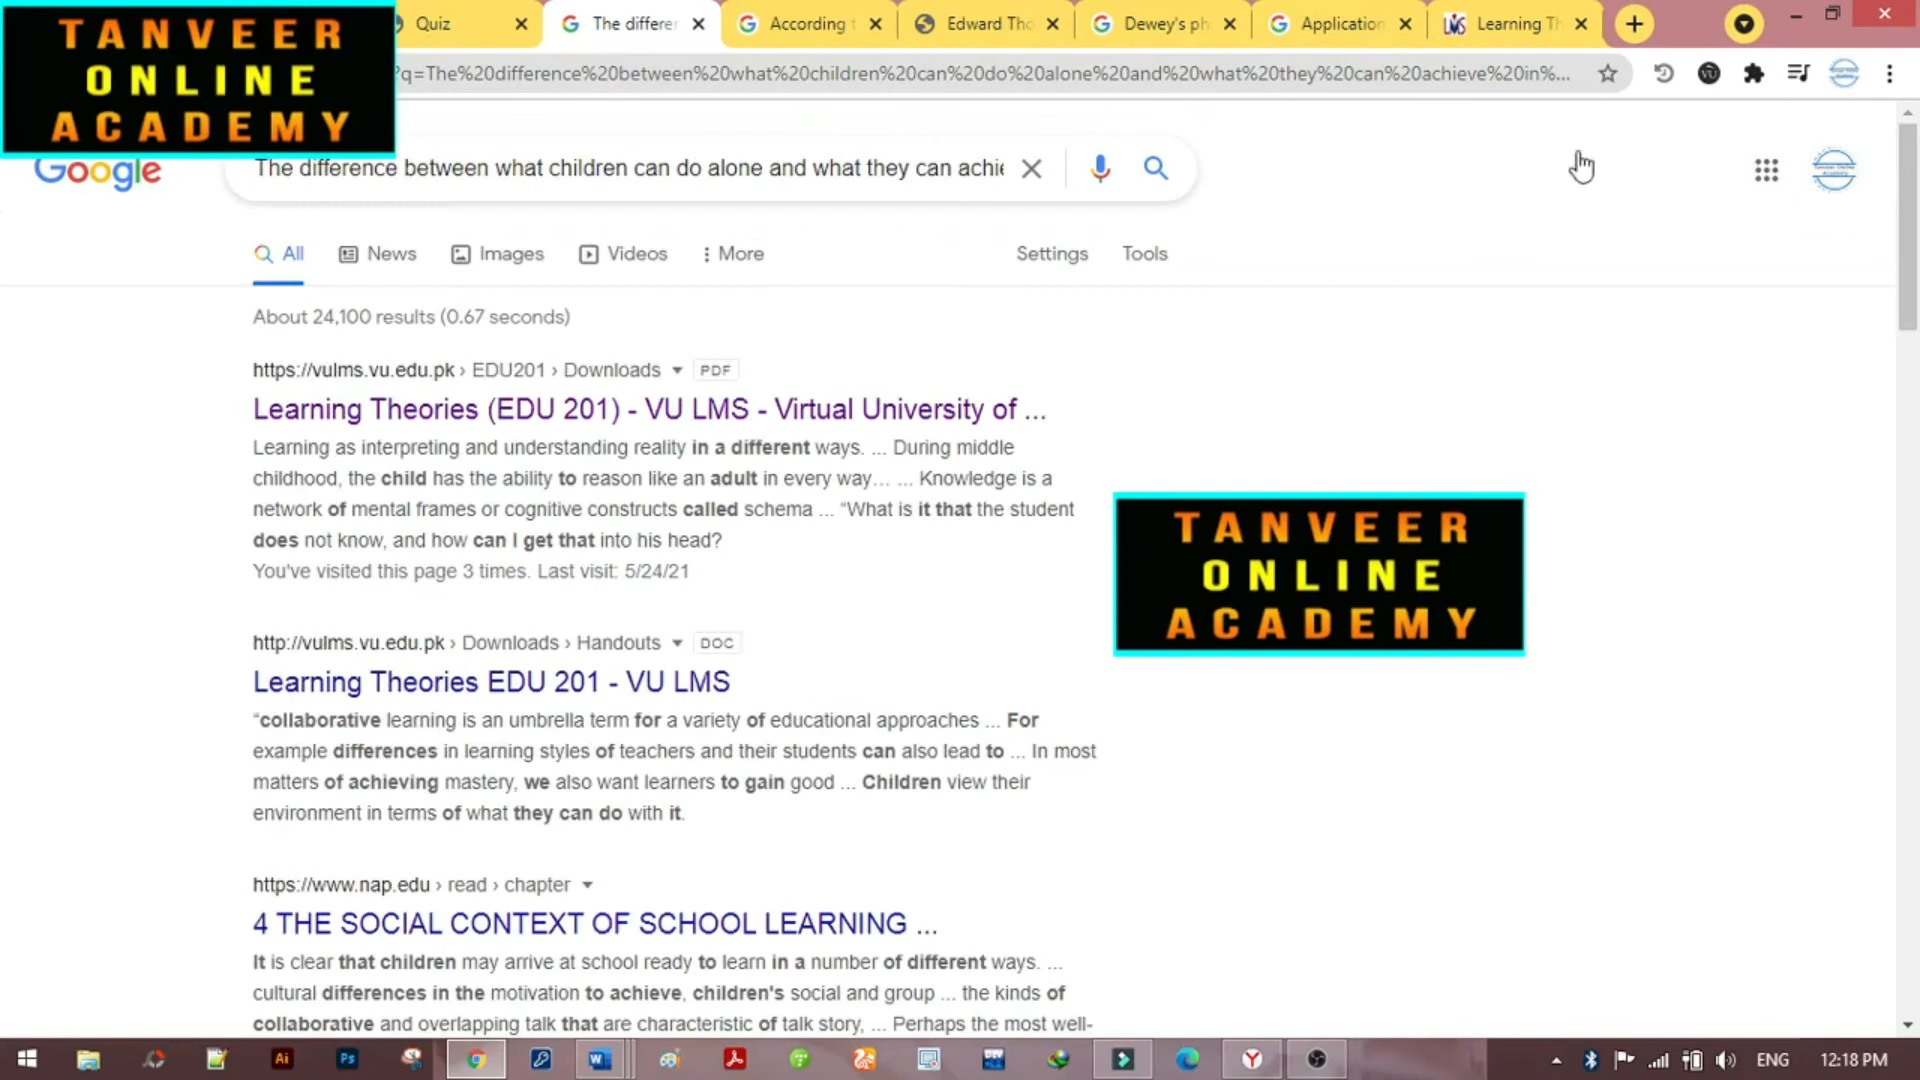 TANVEER
ONLINE
ACADEMY
Quiz
The differen
According t
Edward Tho
Dewey's ph
Application
Learning Th
?q=The%20difference%20between%20what%20children%20can%20do%20alone%20and%20what%20they%20can%20achieve%20in%...
Google
The difference between what children can do alone and what they can achie
All
News
Images
Videos
More
Settings
Tools
About 24,100 results (0.67 seconds)
https://vulms.vu.edu.pk › EDU201 › Downloads
PDF
Learning Theories (EDU 201) - VU LMS - Virtual University of ...
Learning as interpreting and understanding reality in a different ways. ... During middle
childhood, the child has the ability to reason like an adult in every way… ... Knowledge is a
network of mental frames or cognitive constructs called schema ... “What is it that the student
does not know, and how can I get that into his head?
You've visited this page 3 times. Last visit: 5/24/21
TANVEER
ONLINE
ACADEMY
http://vulms.vu.edu.pk › Downloads › Handouts
DOC
Learning Theories EDU 201 - VU LMS
“collaborative learning is an umbrella term for a variety of educational approaches ... For
example differences in learning styles of teachers and their students can also lead to ... In most
matters of achieving mastery, we also want learners to gain good ... Children view their
environment in terms of what they can do with it.
https://www.nap.edu › read › chapter
4 THE SOCIAL CONTEXT OF SCHOOL LEARNING ...
It is clear that children may arrive at school ready to learn in a number of different ways. ...
cultural differences in the motivation to achieve, children's social and group ... the kinds of
collaborative and overlapping talk that are characteristic of talk story, ... Perhaps the most well-
Ai
Ps
ENG
12:18 PM